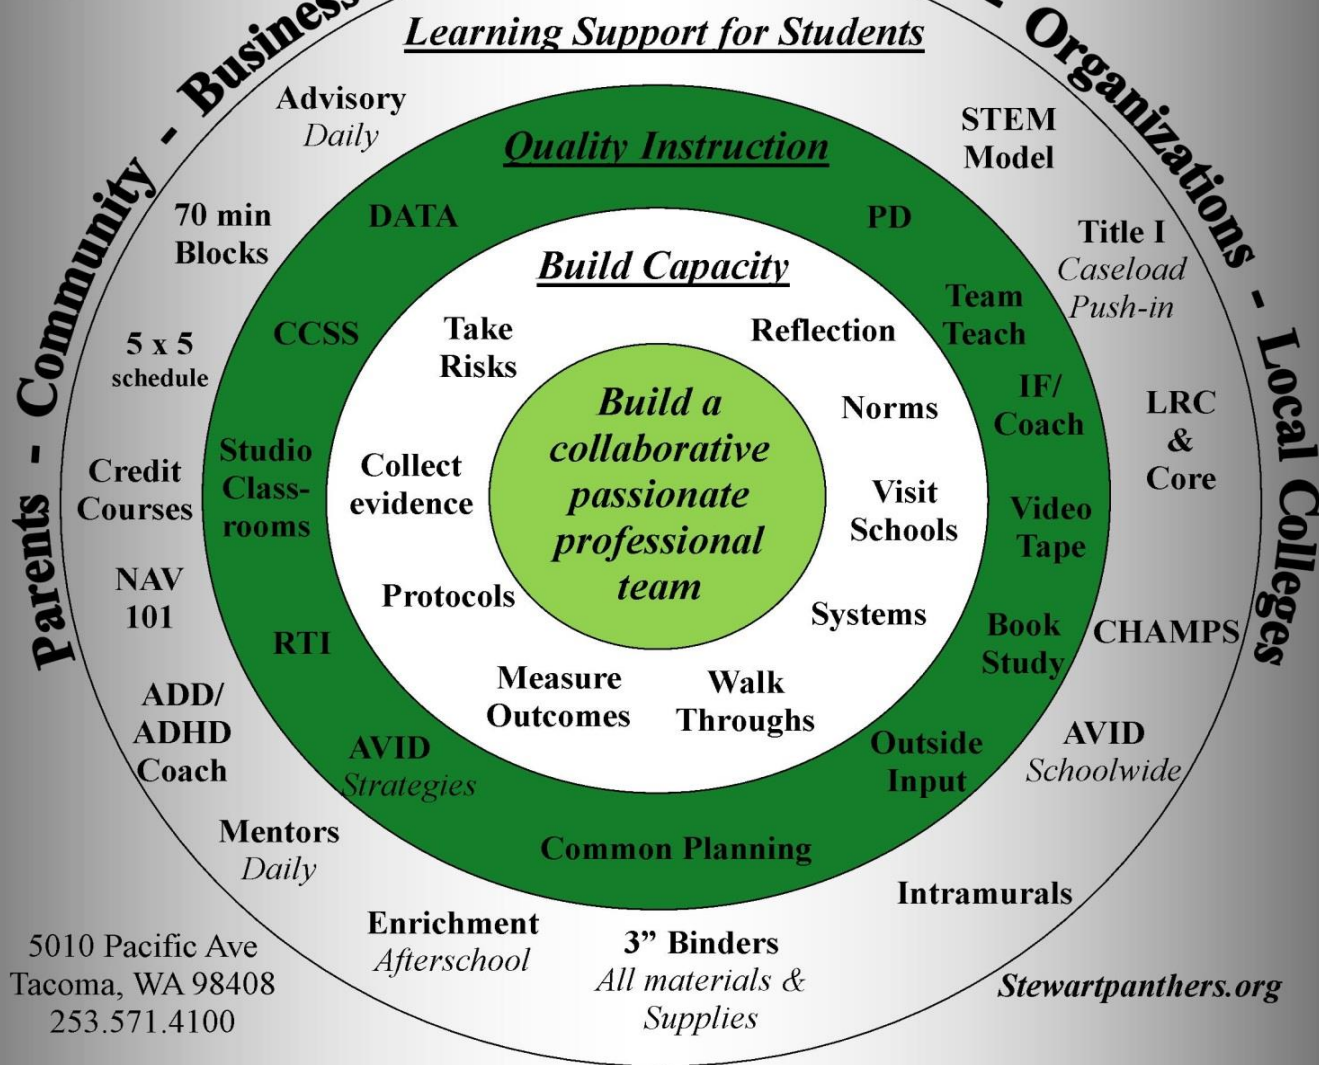 Parents - Community - Business
- Organizations - Local Colleges
Learning Support for Students
Advisory
Daily
70 min
Blocks
5 x 5
schedule
Credit
Courses
NAV
101
ADD/
ADHD
Coach
Mentors
Daily
Enrichment
Afterschool
3” Binders
All materials &
Supplies
Intramurals
AVID
Schoolwide
CHAMPS
LRC
&
Core
Title I
Caseload
Push-in
STEM
Model
Quality Instruction
DATA
CCSS
Studio
Class-
rooms
RTI
AVID
Strategies
Common Planning
Outside
Input
Book
Study
Video
Tape
IF/
Coach
Team
Teach
PD
Build Capacity
Take
Risks
Collect
evidence
Protocols
Measure
Outcomes
Walk
Throughs
Systems
Visit
Schools
Norms
Reflection
Build a
collaborative
passionate
professional
team
5010 Pacific Ave
Tacoma, WA 98408
253.571.4100
Stewartpanthers.org